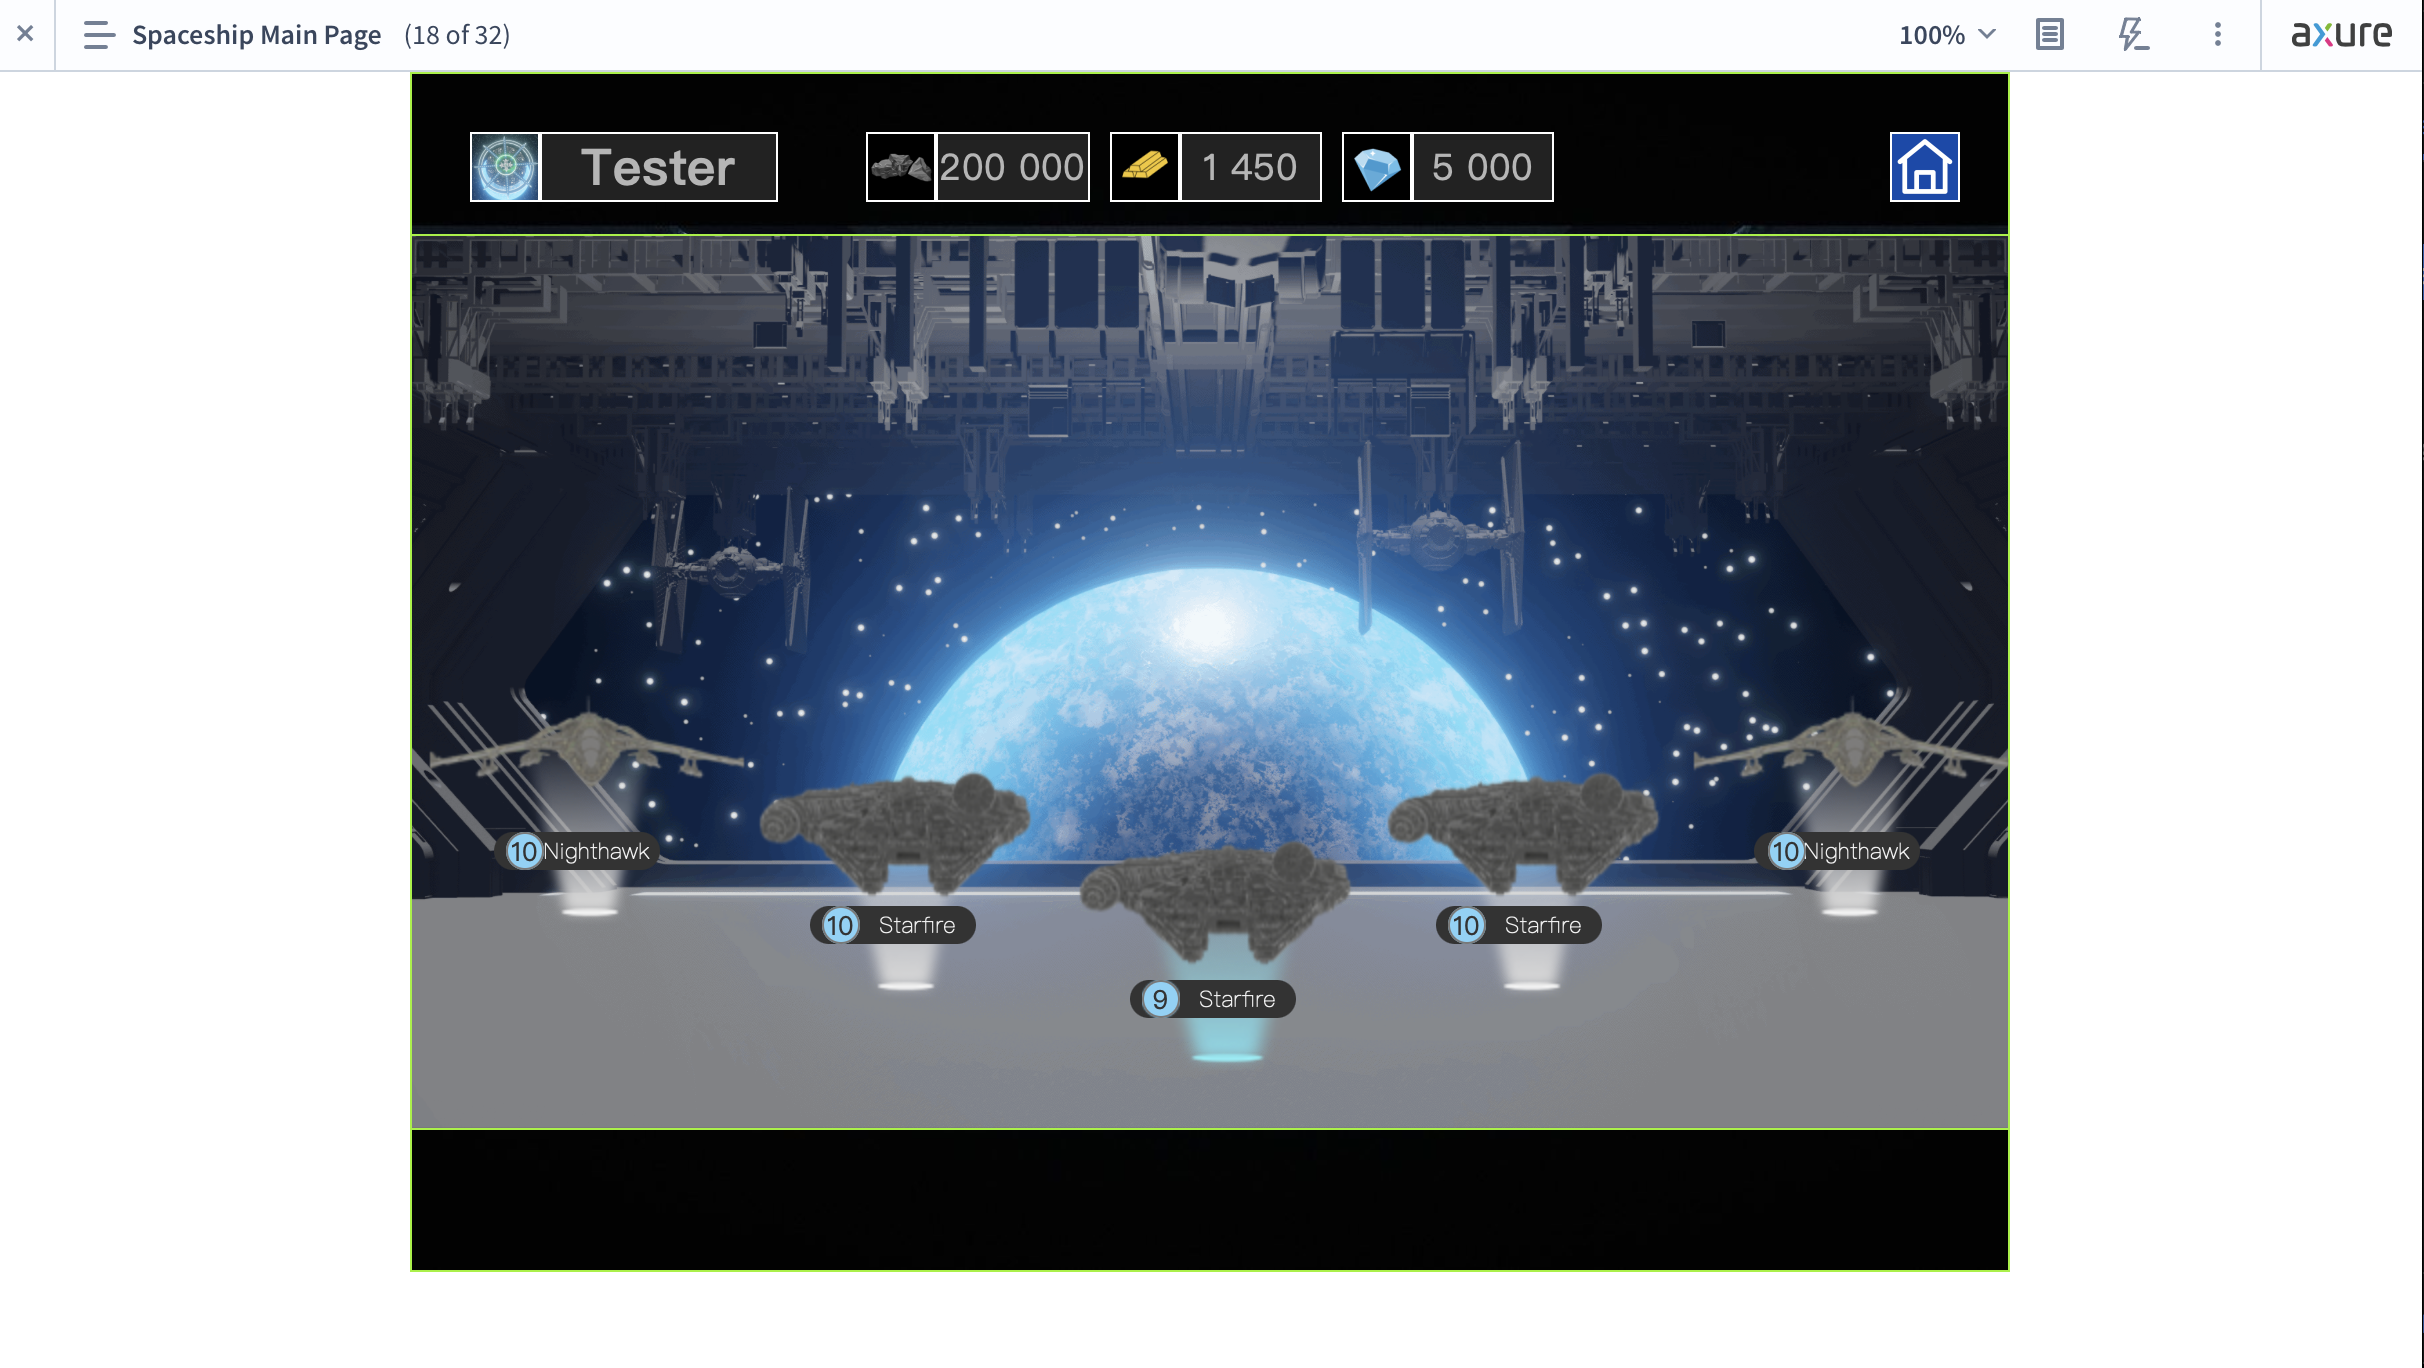 Spaceship Main Page (18 of 32)
100%
axure
Tester
200 000
1 450
5 000
10 Nighthawk
10 Nighthawk
10 Starfire
10 Starfire
9 Starfire